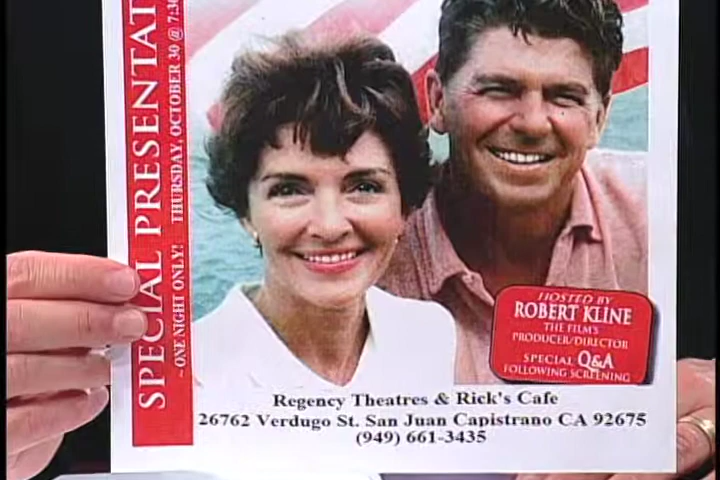 SPECIAL PRESENTAT
~ ONE NIGHT ONLY! THURSDAY, OCTOBER 30 @ 7:30
HOSTED BY
ROBERT KLINE
THE FILM'S
PRODUCER/DIRECTOR
SPECIAL Q&A
FOLLOWING SCREENING
Regency Theatres & Rick's Cafe
26762 Verdugo St. San Juan Capistrano CA 92675
(949) 661-3435